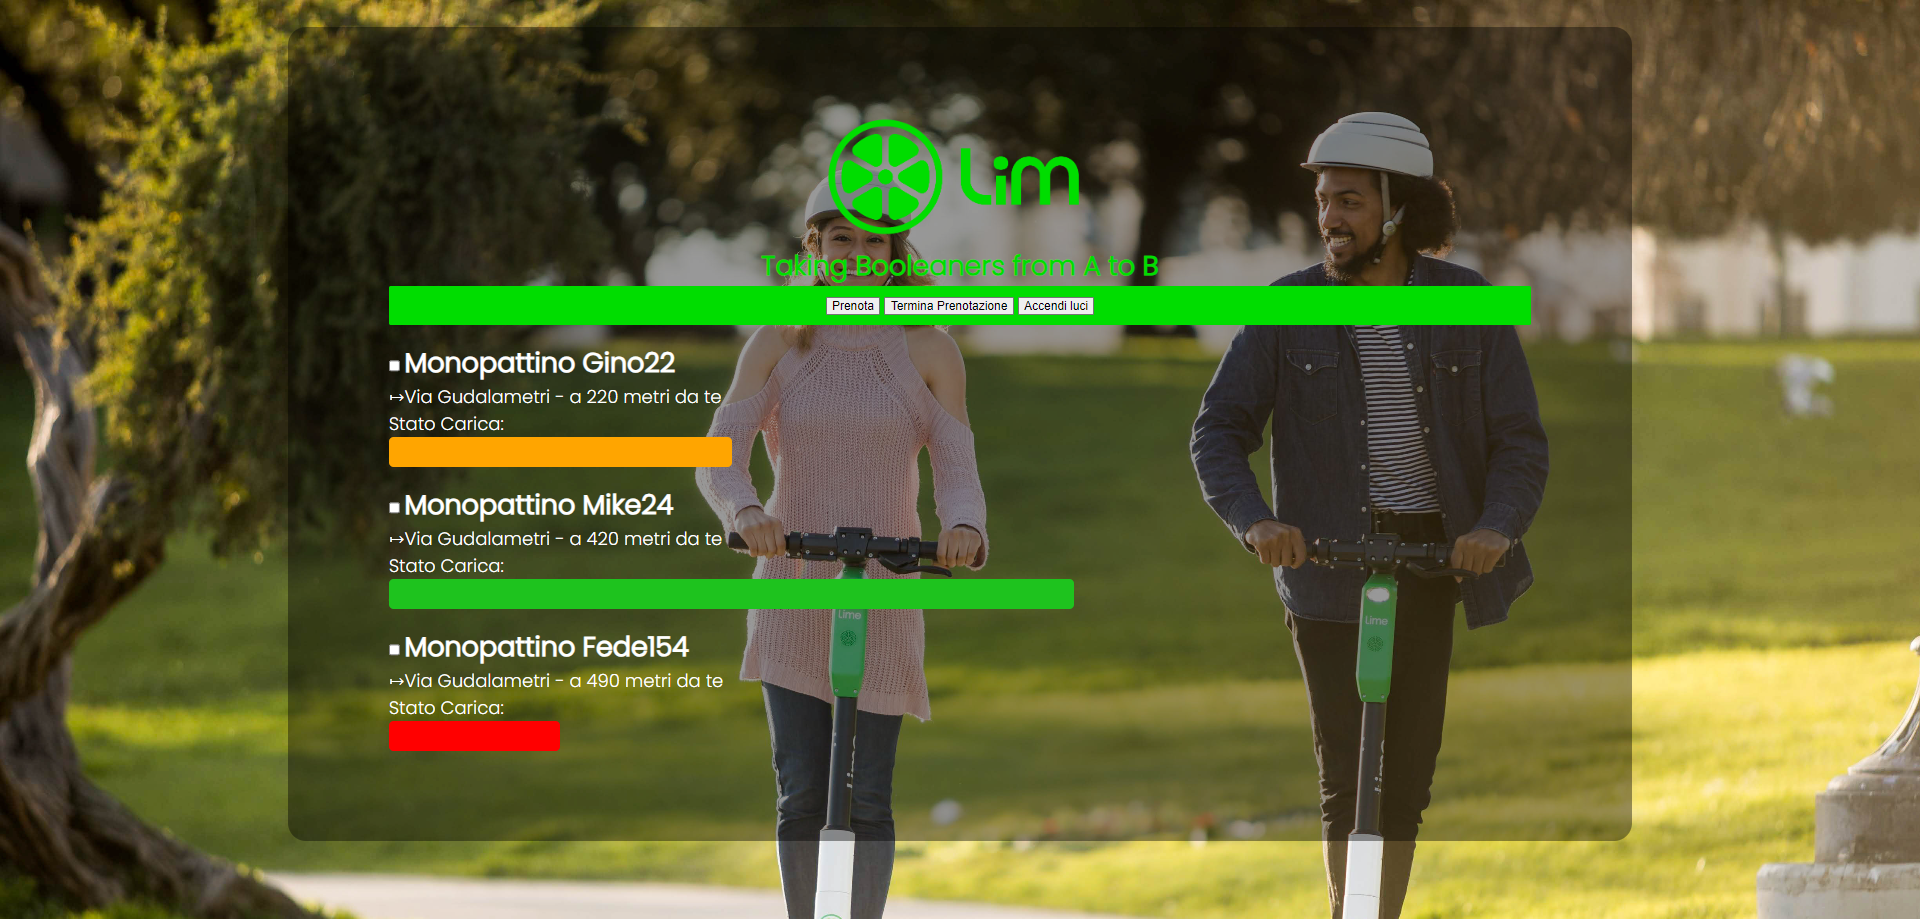 Lim
Taking Booleaners from A to B
Prenota Termina Prenotazione Accendi luci
Monopattino Gino22
↦Via Gudalametri - a 220 metri da te
Stato Carica:
Monopattino Mike24
↦Via Gudalametri - a 420 metri da te
Stato Carica:
Lime
Lime
Monopattino Fede154
↦Via Gudalametri - a 490 metri da te
Stato Carica: